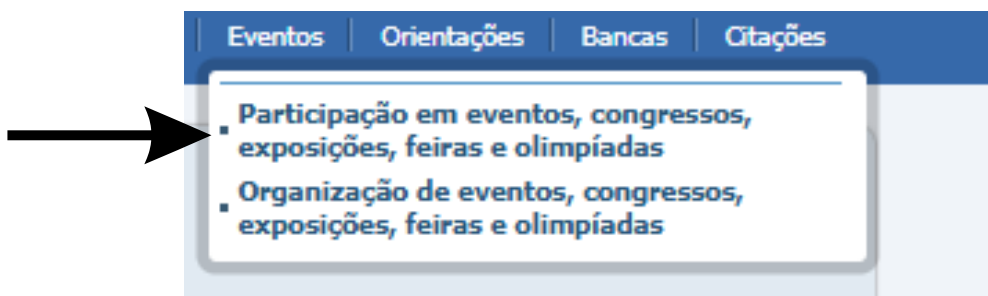 Eventos Orientações Bancas Citações
Participação em eventos, congressos,
exposições, feiras e olimpíadas
Organização de eventos, congressos,
exposições, feiras e olimpíadas